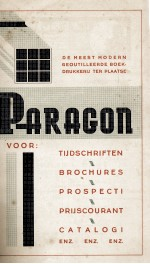 DE MEEST MODERN
GEOUTILLEERDE BOEK-
DRUKKERIJ TER PLAATSE
PARAGON
VOOR:
TIJDSCHRIFTEN
BROCHURES
PROSPECTI
PRIJSCOURANT
CATALOGI
ENZ. ENZ. ENZ.